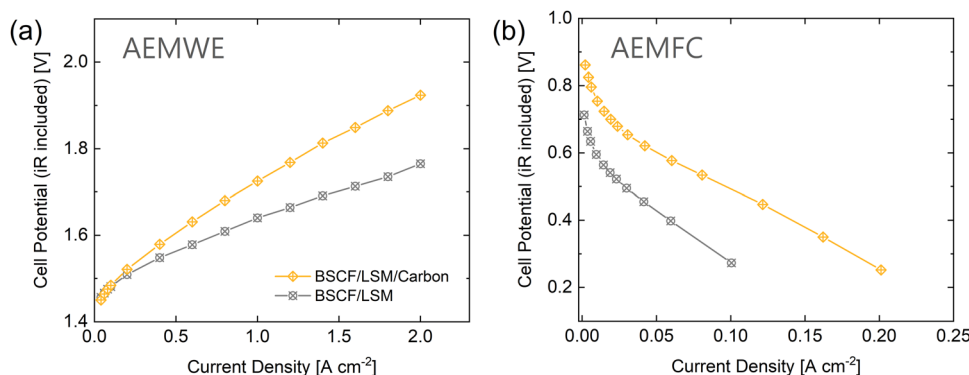 (a)
AEMWE
Cell Potential (iR included) [V]
2.0
1.8
1.6
1.4
0.0 0.5 1.0 1.5 2.0
Current Density [A cm⁻²]
BSCF/LSM/Carbon
BSCF/LSM
(b)
AEMFC
Cell Potential (iR included) [V]
1.0
0.8
0.6
0.4
0.2
0.00 0.05 0.10 0.15 0.20 0.25
Current Density [A cm⁻²]